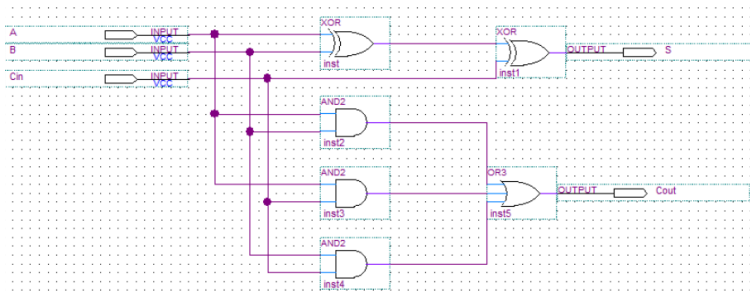 XOR
XOR
A
INPUT
VCC
B
INPUT
VCC
OUTPUT
S
inst
Cin
INPUT
VCC
inst1
AND2
inst2
AND2
OR3
OUTPUT
Cout
inst3
inst5
AND2
inst4